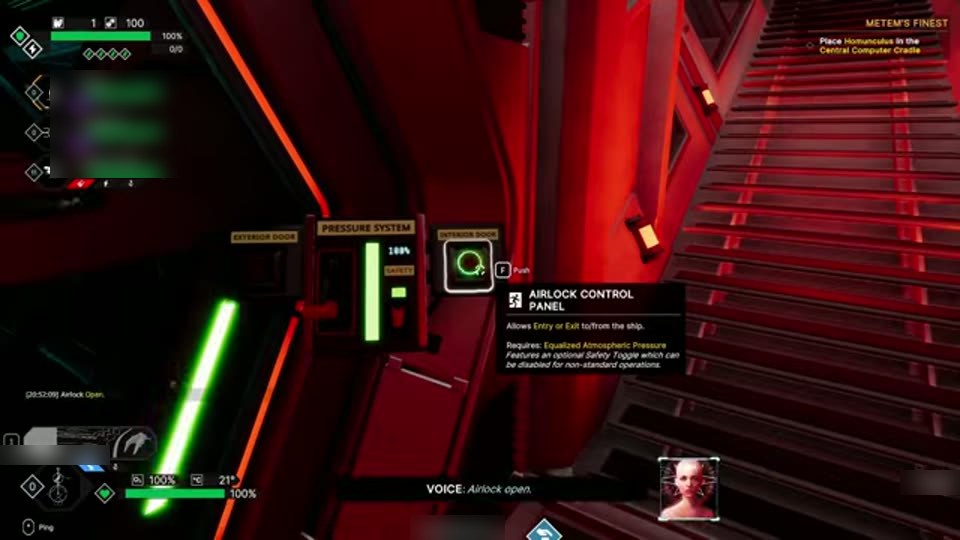 1 100
100%
0/0
METEM'S FINEST
Place Homunculus in the
Central Computer Cradle
EXTERIOR DOOR
PRESSURE SYSTEM
INTERIOR DOOR
100%
SAFETY
F Push
AIRLOCK CONTROL
PANEL
Allows Entry or Exit to/from the ship.
Requires: Equalized Atmospheric Pressure
Features an optional Safety Toggle which can
be disabled for non-standard operations.
[20:52:09] Airlock Open.
1
O₂ 100% °C 21°
0
100%
VOICE: Airlock open.
Ping